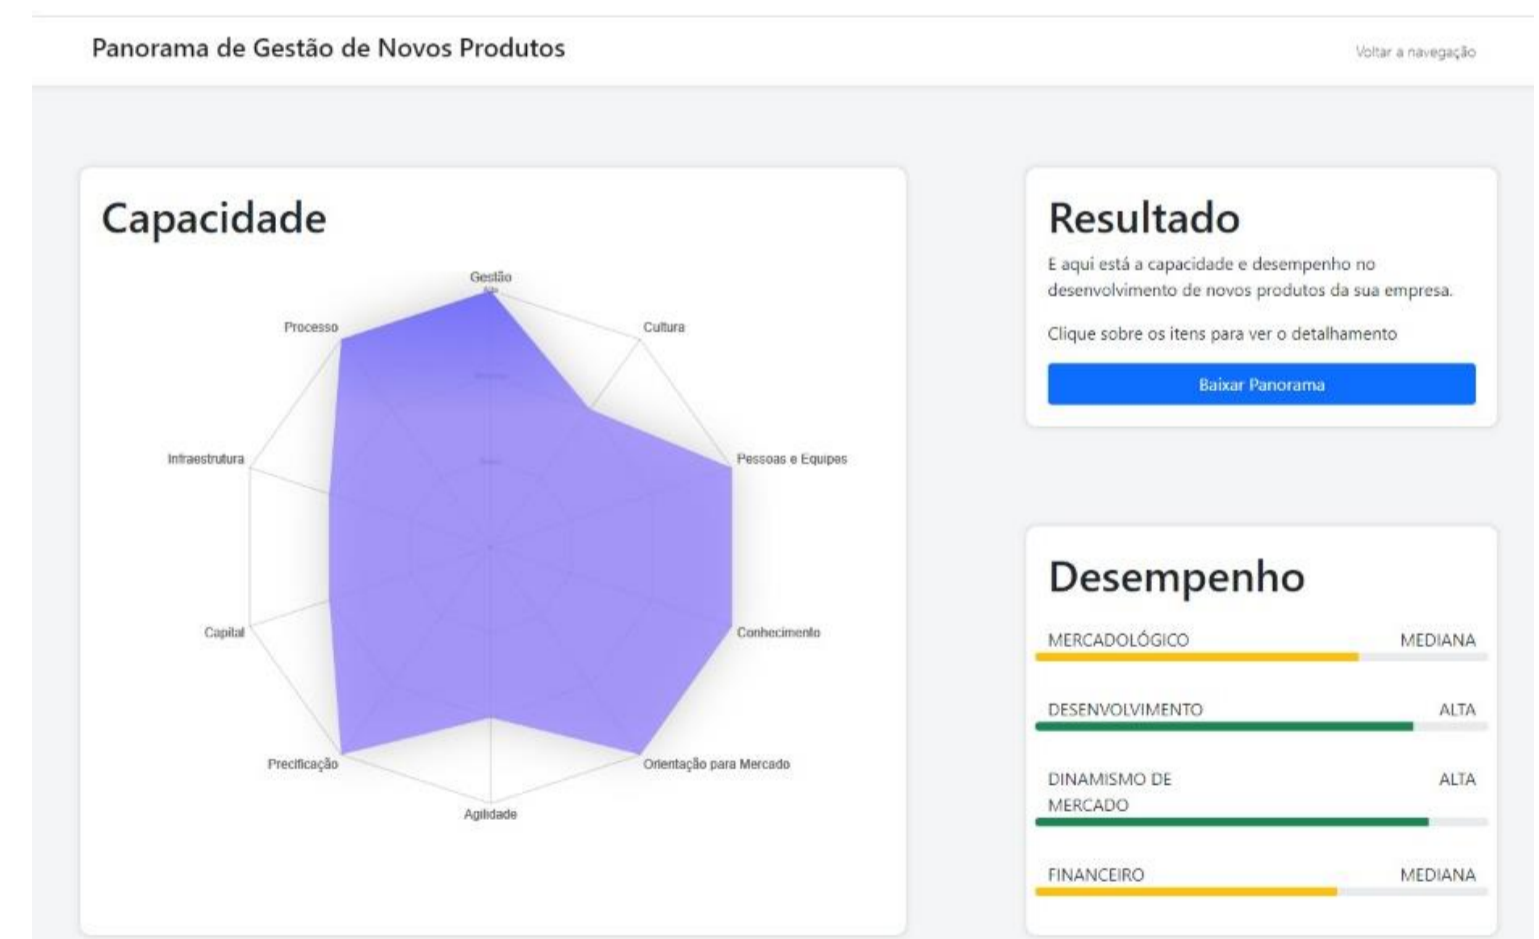 Panorama de Gestão de Novos Produtos
Voltar a navegação
Capacidade
Gestão
Cultura
Pessoas e Equipes
Conhecimento
Orientação para Mercado
Agilidade
Precificação
Capital
Infraestrutura
Processo
Resultado
E aqui está a capacidade e desempenho no
desenvolvimento de novos produtos da sua empresa.
Clique sobre os itens para ver o detalhamento
Baixar Panorama
Desempenho
MERCADOLÓGICO MEDIANA
DESENVOLVIMENTO ALTA
DINAMISMO DE ALTA
MERCADO
FINANCEIRO MEDIANA